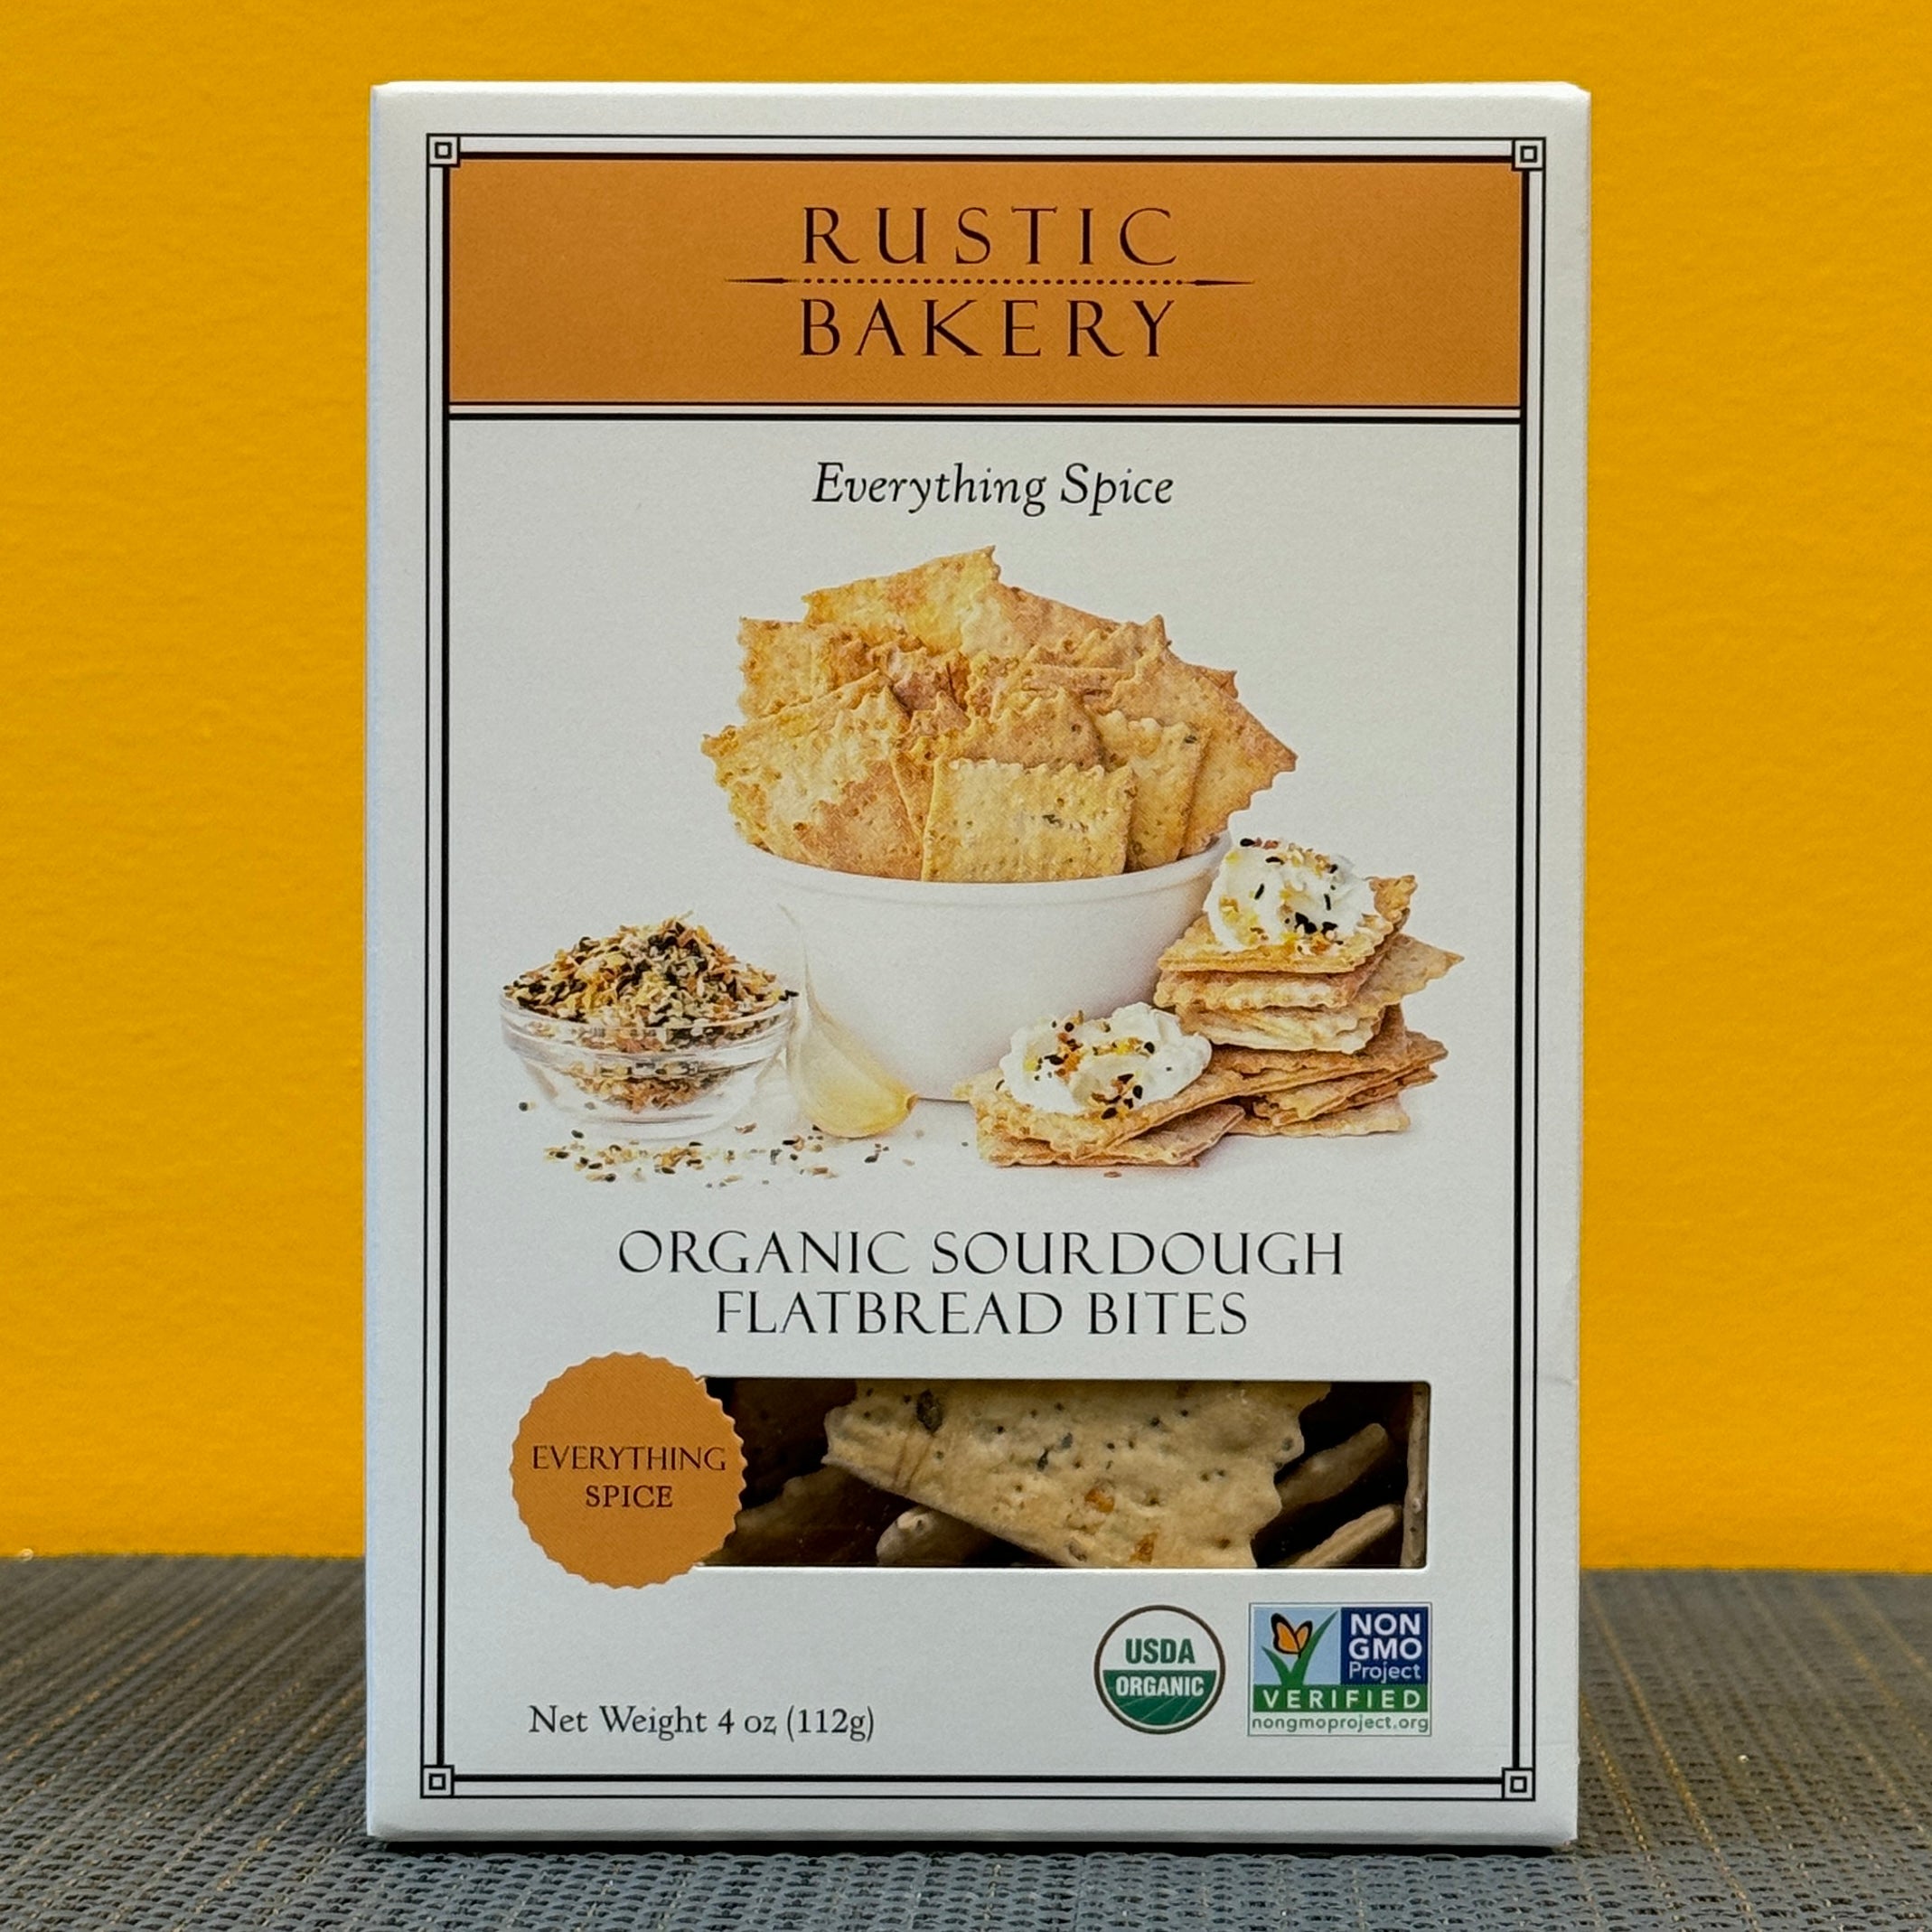 RUSTIC
BAKERY
Everything Spice
ORGANIC SOURDOUGH
FLATBREAD BITES
EVERYTHING
SPICE
Net Weight 4 oz (112g)
USDA
ORGANIC
NON
GMO
Project
VERIFIED
nongmoproject.org